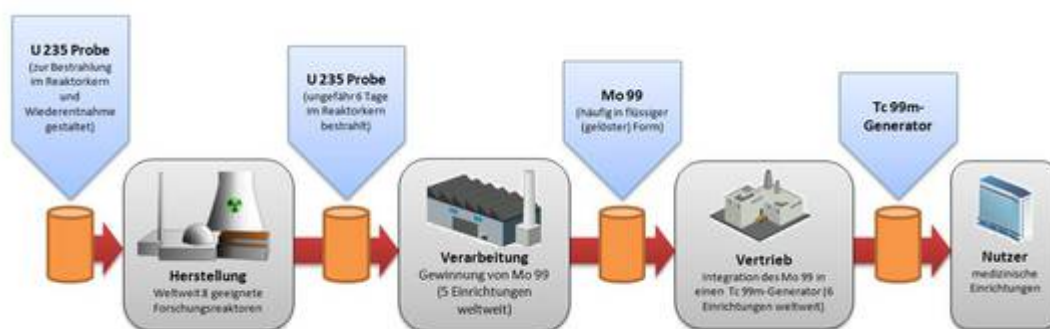 U 235 Probe
(zur Bestrahlung
im Reaktorkern
und
Wiederentnahme
gestaltet)
Herstellung
Weltweit 8 geeignete
Forschungsreaktoren
U 235 Probe
(ungefähr 6 Tage
im Reaktorkern
bestrahlt)
Verarbeitung
Gewinnung von Mo 99
(5 Einrichtungen
weltweit)
Mo 99
(häufig in flüssiger
(gelöster) Form)
Vertrieb
Integration des Mo 99 in
einen Tc 99m-Generator (6
Einrichtungen weltweit)
Tc 99m-
Generator
Nutzer
medizinische
Einrichtungen